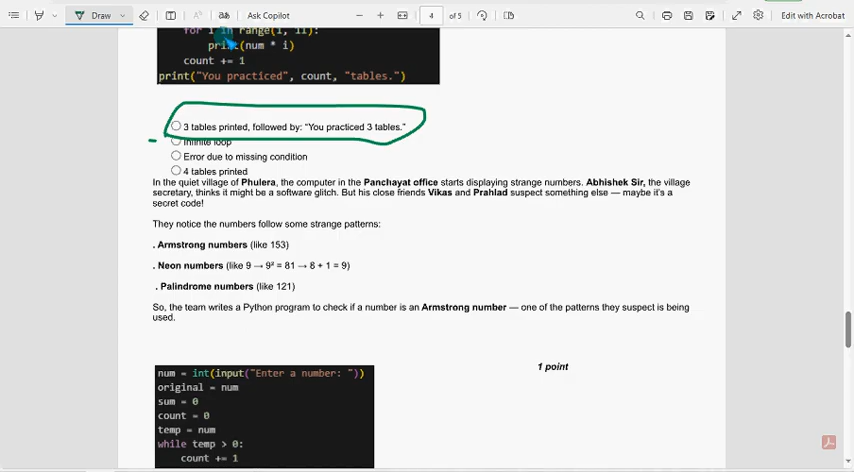 Draw
Ask Copilot
4 of 5
Edit with Acrobat
for i in range(1, 11):
print(num * i)
count += 1
print("You practiced", count, "tables.")
3 tables printed, followed by: “You practiced 3 tables.”
Infinite loop
Error due to missing condition
4 tables printed
In the quiet village of Phulera, the computer in the Panchayat office starts displaying strange numbers. Abhishek Sir, the village
secretary, thinks it might be a software glitch. But his close friends Vikas and Prahlad suspect something else — maybe it's a
secret code!
They notice the numbers follow some strange patterns:
. Armstrong numbers (like 153)
. Neon numbers (like 9 → 9² = 81 → 8 + 1 = 9)
. Palindrome numbers (like 121)
So, the team writes a Python program to check if a number is an Armstrong number — one of the patterns they suspect is being
used.
1 point
num = int(input("Enter a number: "))
original = num
sum = 0
count = 0
temp = num
while temp > 0:
count += 1